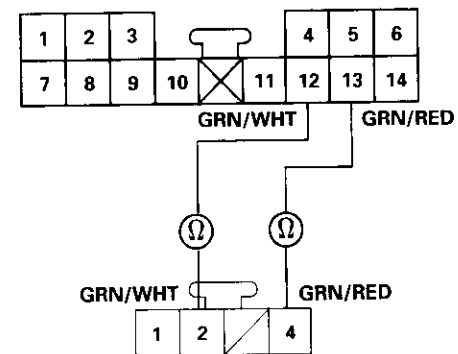 1 2 3 4 5 6
7 8 9 10 11 12 13 14
GRN/WHT GRN/RED
Ω Ω
GRN/WHT GRN/RED
1 2 4